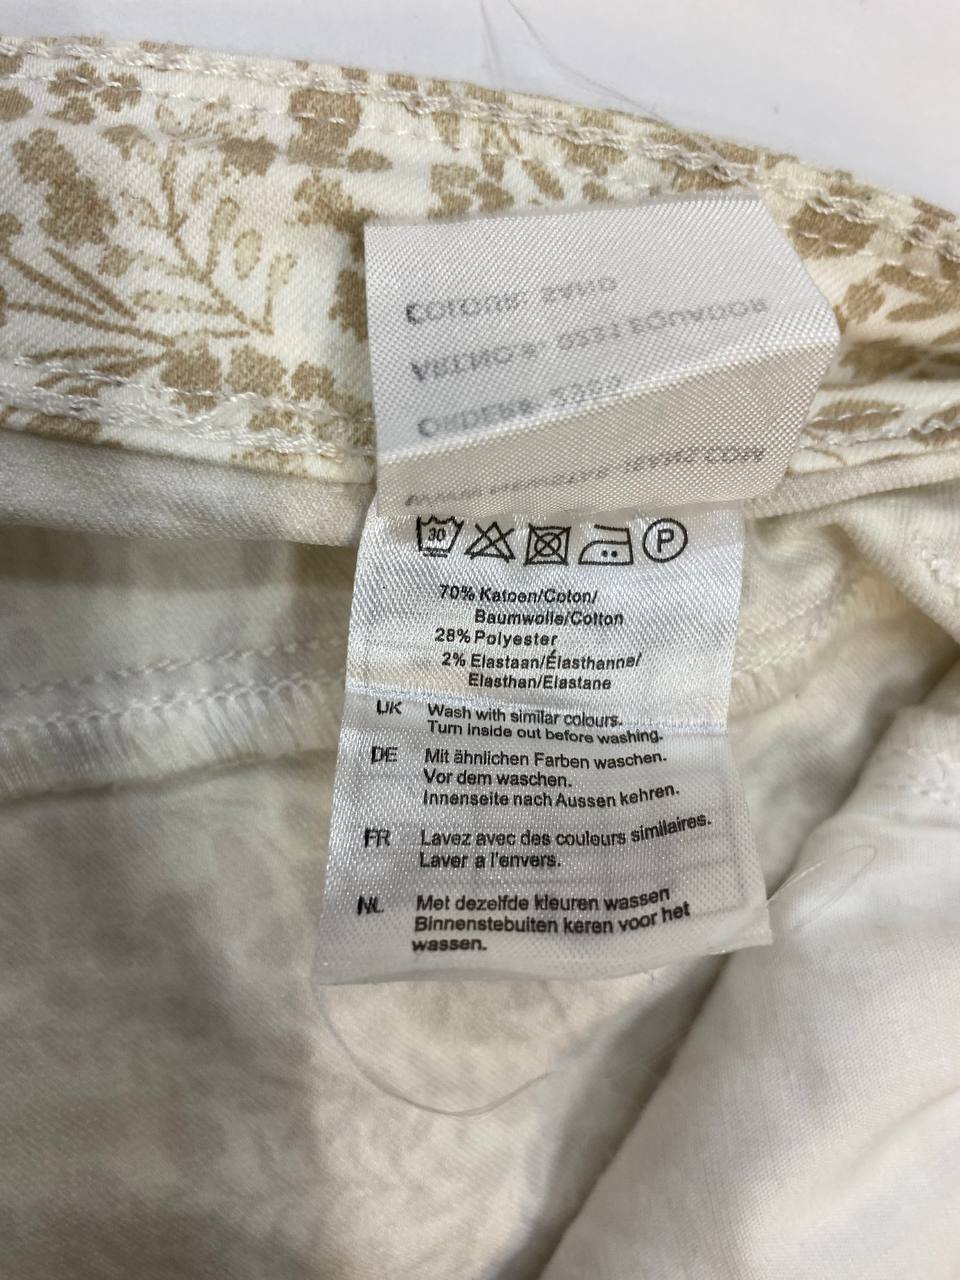 30
P
70% Katoen/Coton/
Baumwolle/Cotton
28% Polyester
2% Elastaan/Élasthanne/
Elasthan/Elastane
UK Wash with similar colours.
Turn inside out before washing.
DE Mit ähnlichen Farben waschen.
Vor dem waschen.
Innenseite nach Aussen kehren.
FR Lavez avec des couleurs similaires.
Laver a l'envers.
NL Met dezelfde kleuren wassen
Binnenstebuiten keren voor het
wassen.